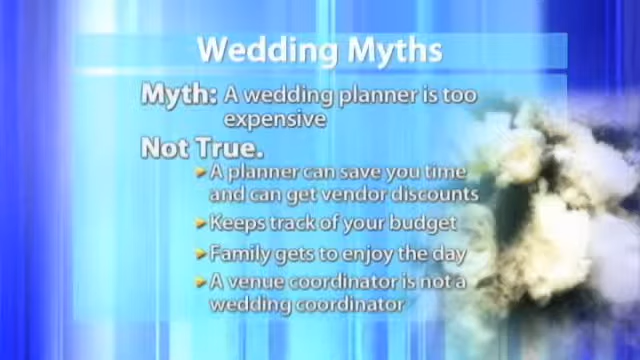 Wedding Myths
Myth: A wedding planner is too
expensive
Not True.
A planner can save you time
and can get vendor discounts
Keeps track of your budget
Family gets to enjoy the day
A venue coordinator is not a
wedding coordinator